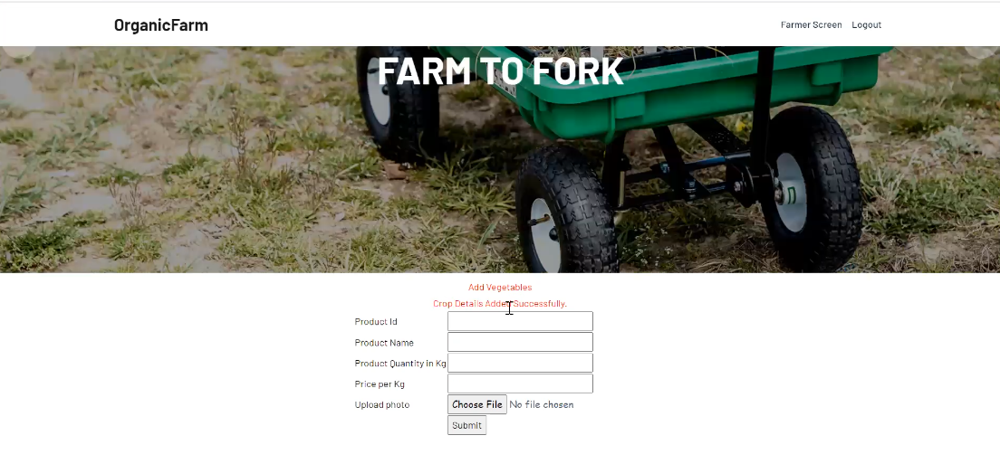 OrganicFarm
Farmer Screen Logout
FARM TO FORK
Add Vegetables
Crop Details Added Successfully.
Product Id
Product Name
Product Quantity in Kg
Price per Kg
Upload photo Choose File No file chosen
Submit